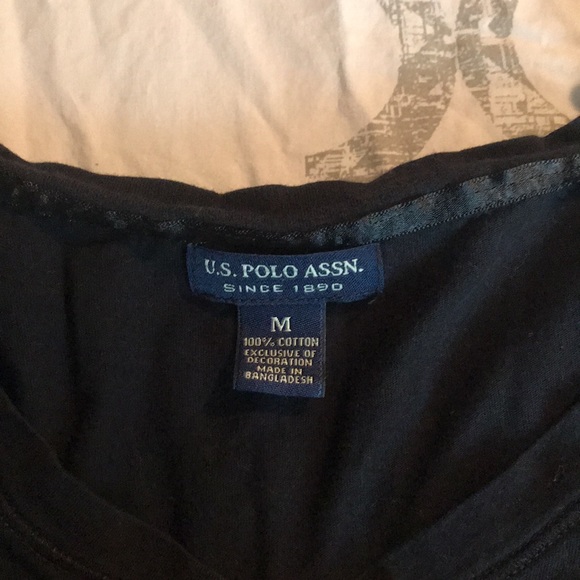 U.S. POLO ASSN.
SINCE 1890
M
100% COTTON
EXCLUSIVE OF
DECORATION
MADE IN
BANGLADESH